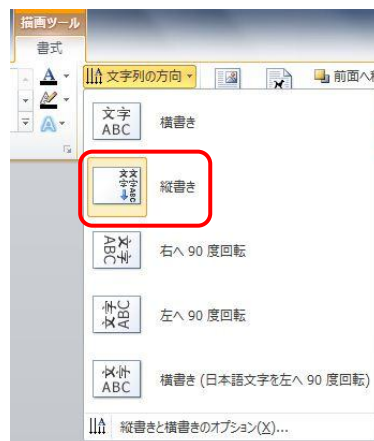 描画ツール
書式
文字列の方向
前面へ
文字
ABC
横書き
縦書き
右へ 90 度回転
左へ 90 度回転
横書き (日本語文字を左へ 90 度回転)
縦書きと横書きのオプション(X)...